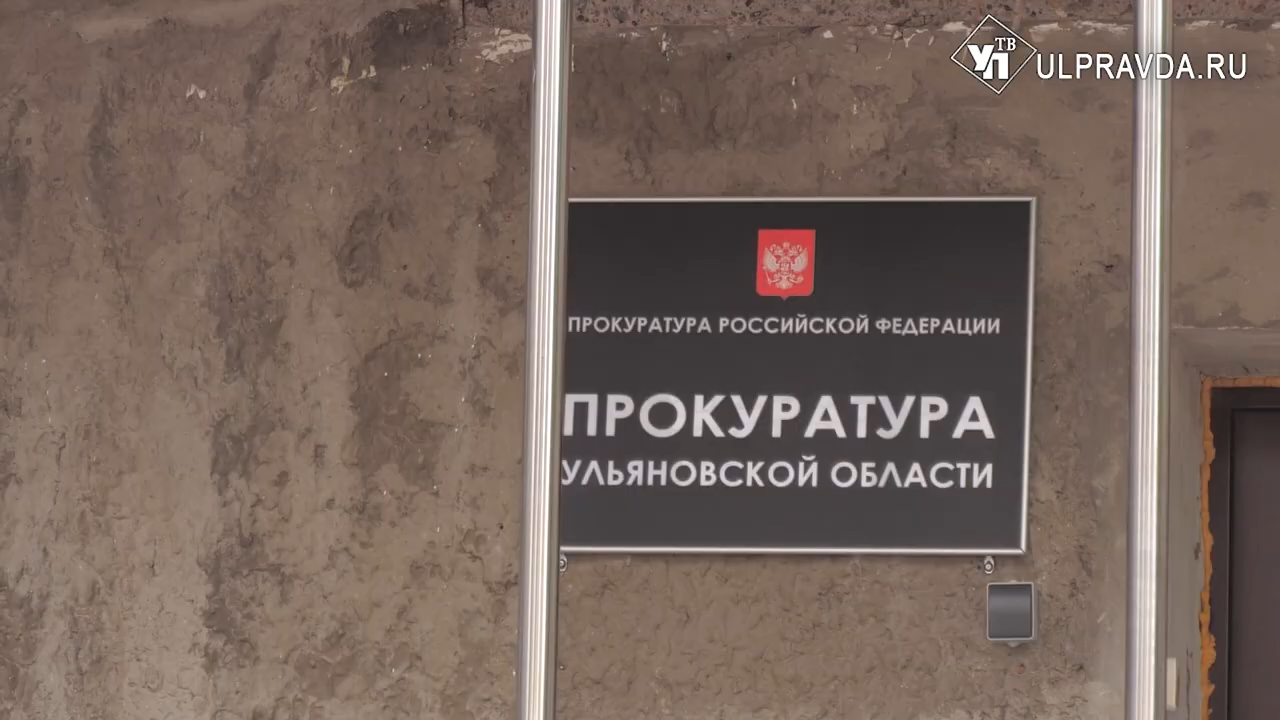 УП ТВ ULPRAVDA.RU
ПРОКУРАТУРА РОССИЙСКОЙ ФЕДЕРАЦИИ
ПРОКУРАТУРА
УЛЬЯНОВСКОЙ ОБЛАСТИ